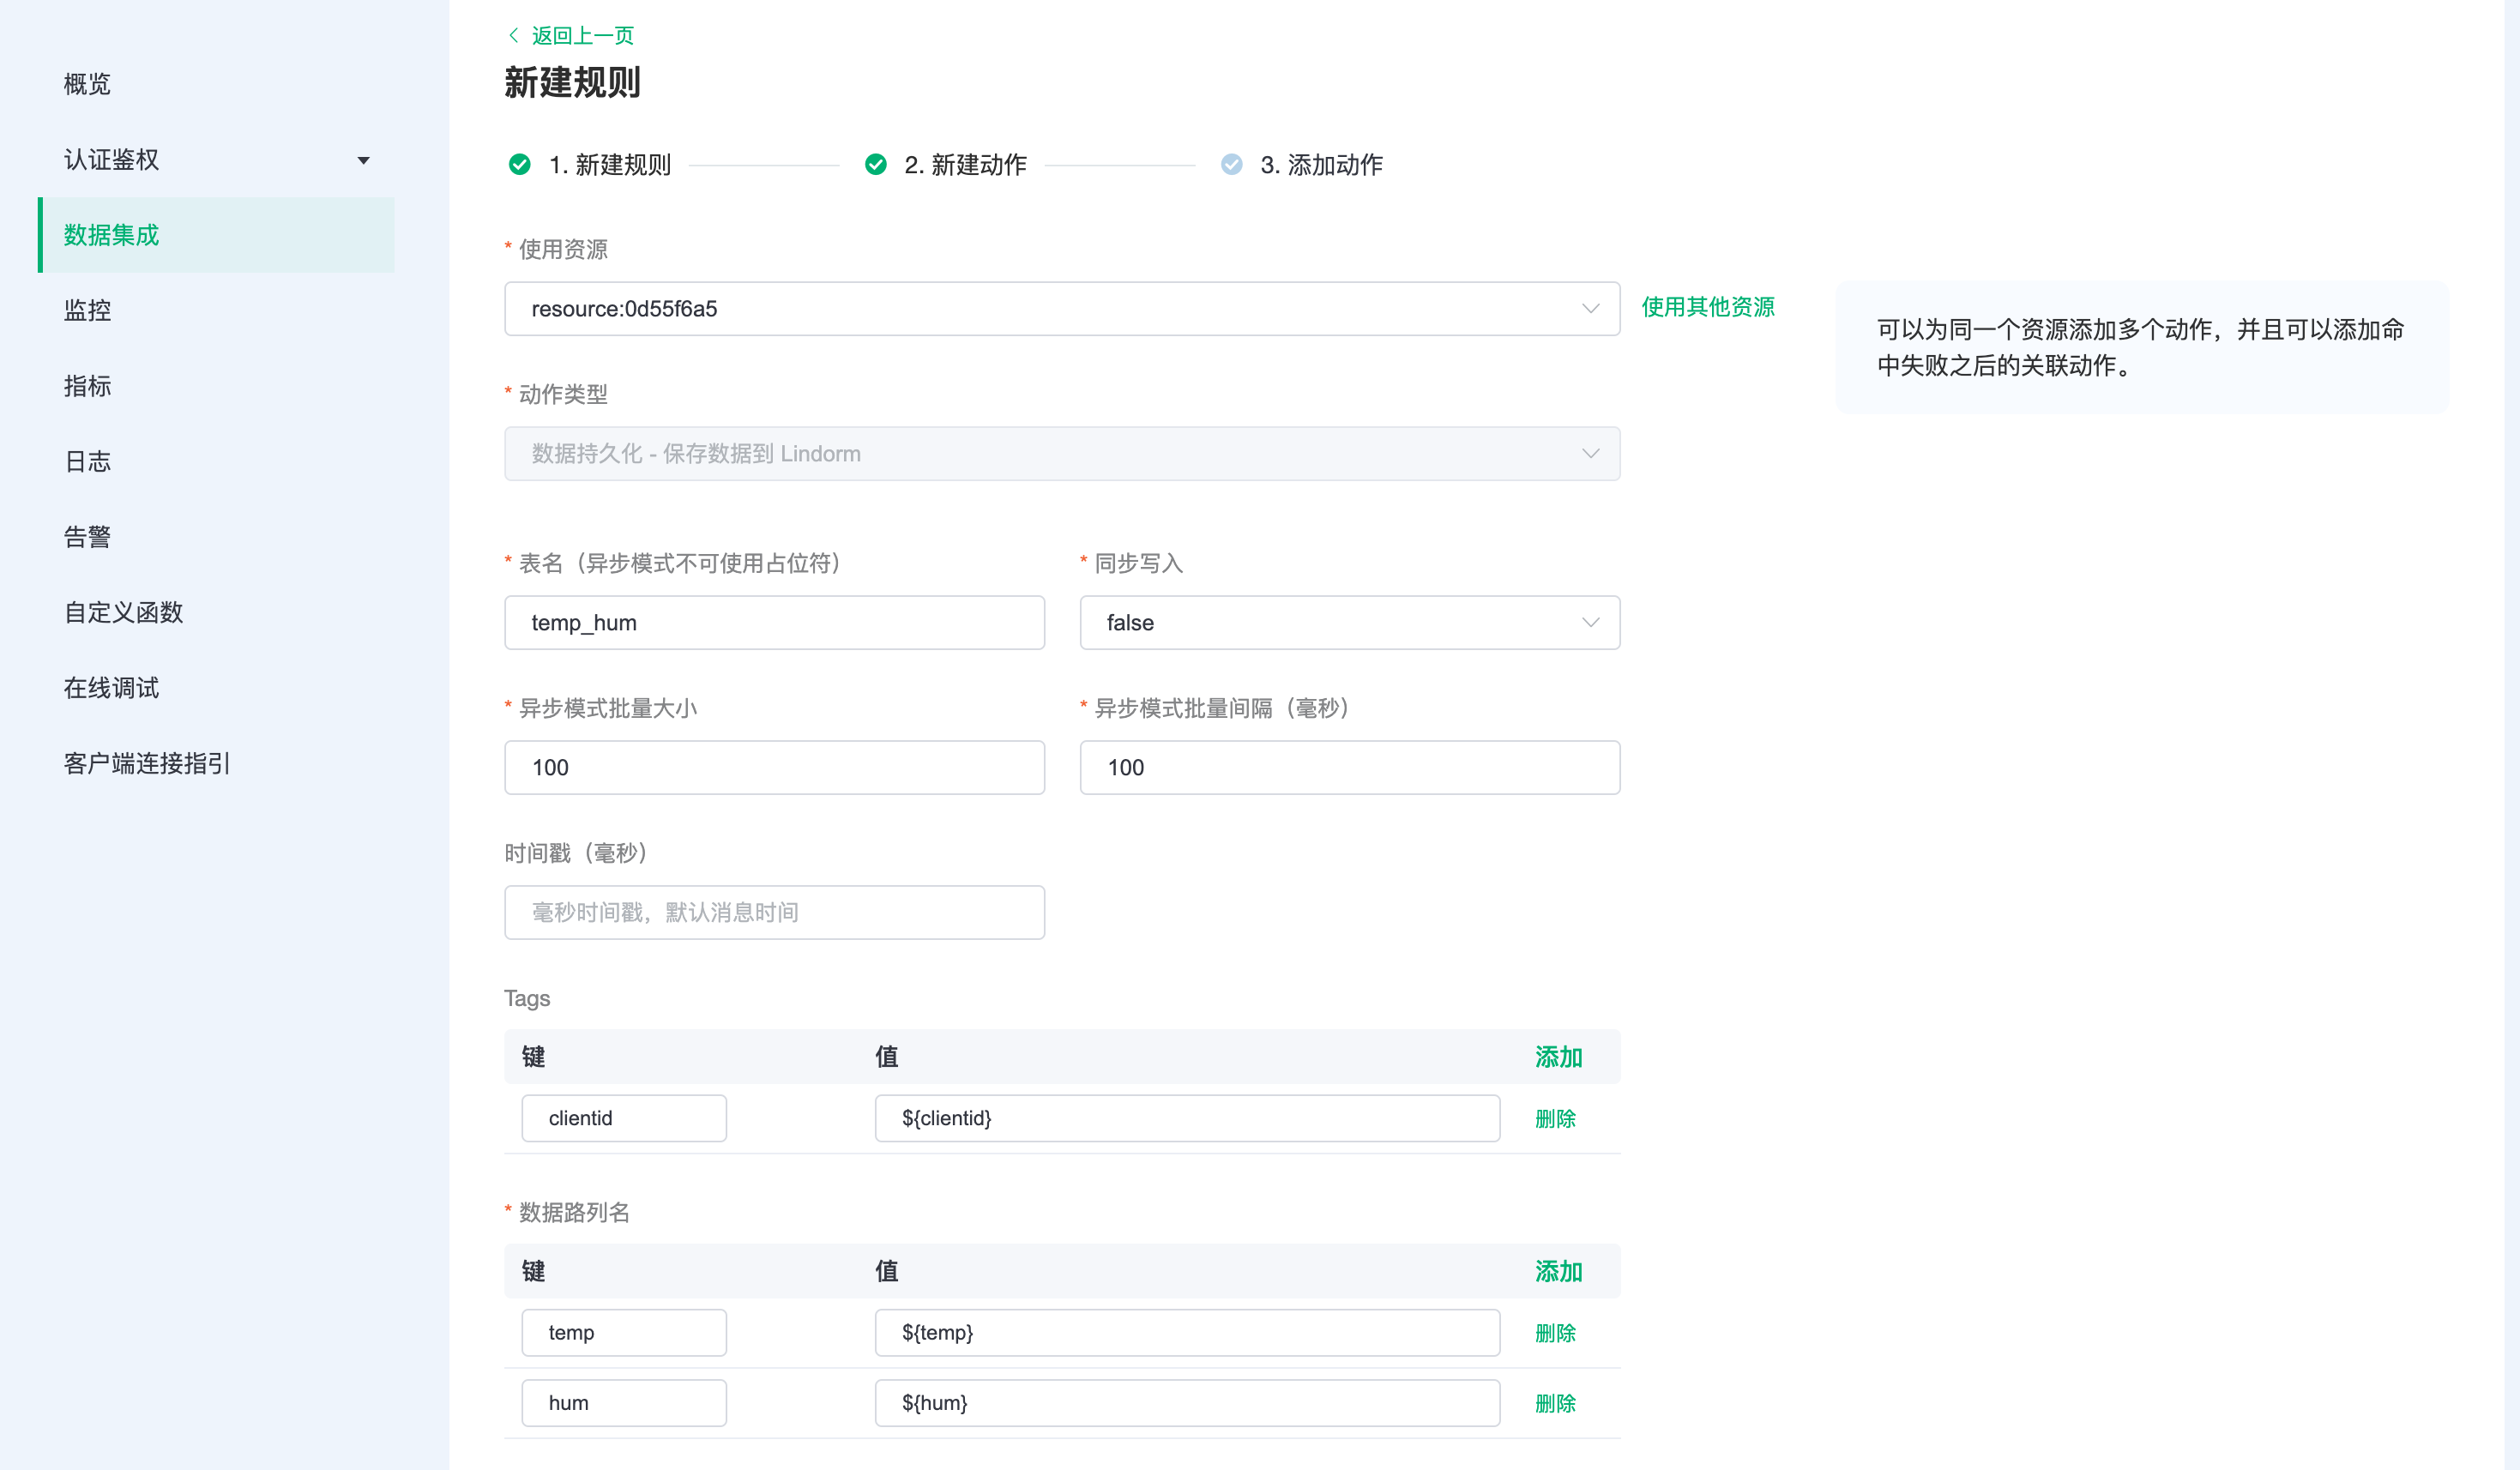 概览
认证鉴权
数据集成
监控
指标
日志
告警
自定义函数
在线调试
客户端连接指引
返回上一页
新建规则
1. 新建规则
2. 新建动作
3. 添加动作
* 使用资源
resource:0d55f6a5
使用其他资源
可以为同一个资源添加多个动作，并且可以添加命
中失败之后的关联动作。
* 动作类型
数据持久化 - 保存数据到 Lindorm
* 表名（异步模式不可使用占位符）
* 同步写入
temp_hum
false
* 异步模式批量大小
* 异步模式批量间隔（毫秒）
100
100
时间戳（毫秒）
毫秒时间戳，默认消息时间
Tags
键 值 添加
clientid ${clientid} 删除
* 数据路列名
键 值 添加
temp ${temp} 删除
hum ${hum} 删除